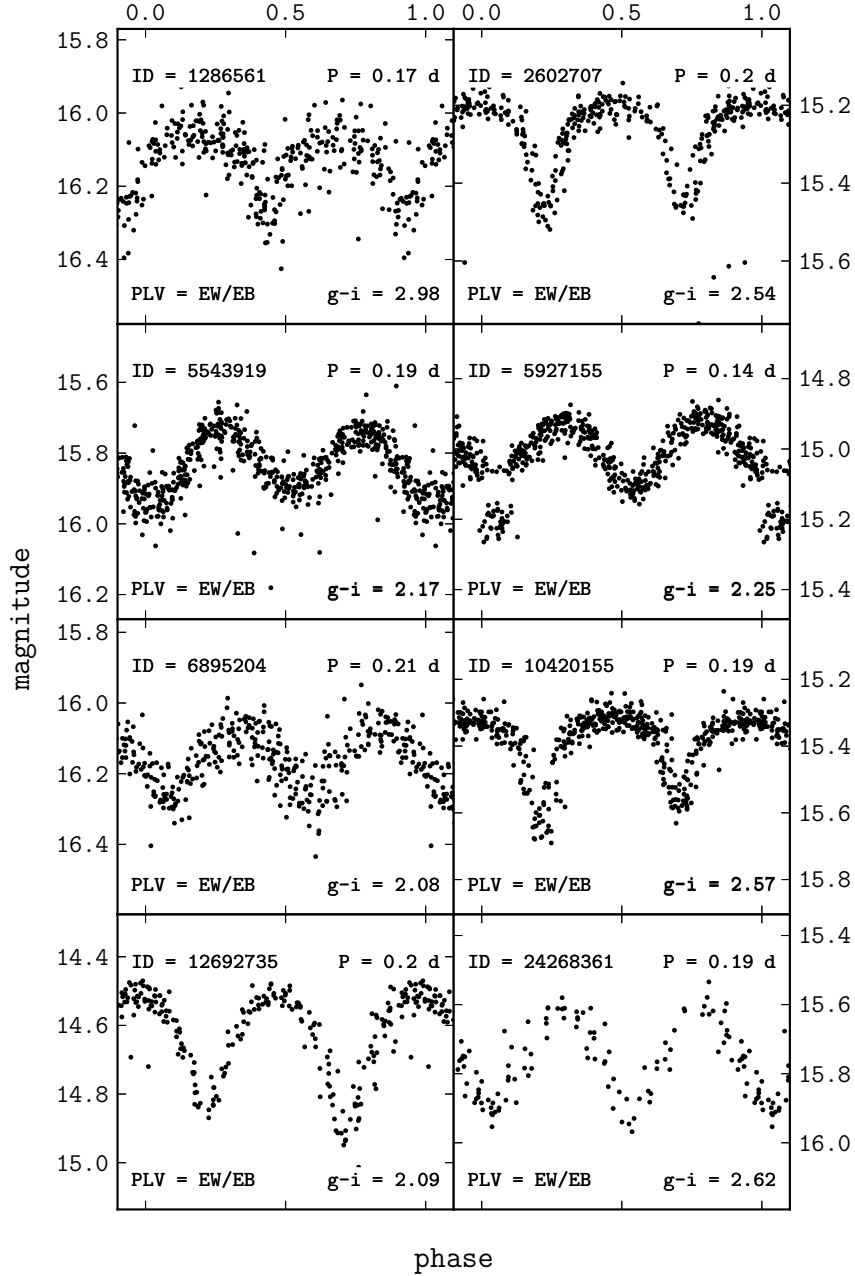 0.0 0.5 1.0 0.0 0.5 1.0
15.8
ID = 1286561 P = 0.17 d
16.0
16.2
16.4
PLV = EW/EB g-i = 2.98
ID = 2602707 P = 0.2 d
15.2
15.4
15.6
PLV = EW/EB g-i = 2.54
ID = 5543919 P = 0.19 d
15.6
15.8
16.0
16.2
PLV = EW/EB g-i = 2.17
ID = 5927155 P = 0.14 d
14.8
15.0
15.2
15.4
PLV = EW/EB g-i = 2.25
magnitude
15.8
ID = 6895204 P = 0.21 d
16.0
16.2
16.4
PLV = EW/EB g-i = 2.08
ID = 10420155 P = 0.19 d
15.2
15.4
15.6
15.8
PLV = EW/EB g-i = 2.57
ID = 12692735 P = 0.2 d
14.4
14.6
14.8
15.0
PLV = EW/EB g-i = 2.09
15.4
ID = 24268361 P = 0.19 d
15.6
15.8
16.0
PLV = EW/EB g-i = 2.62
phase